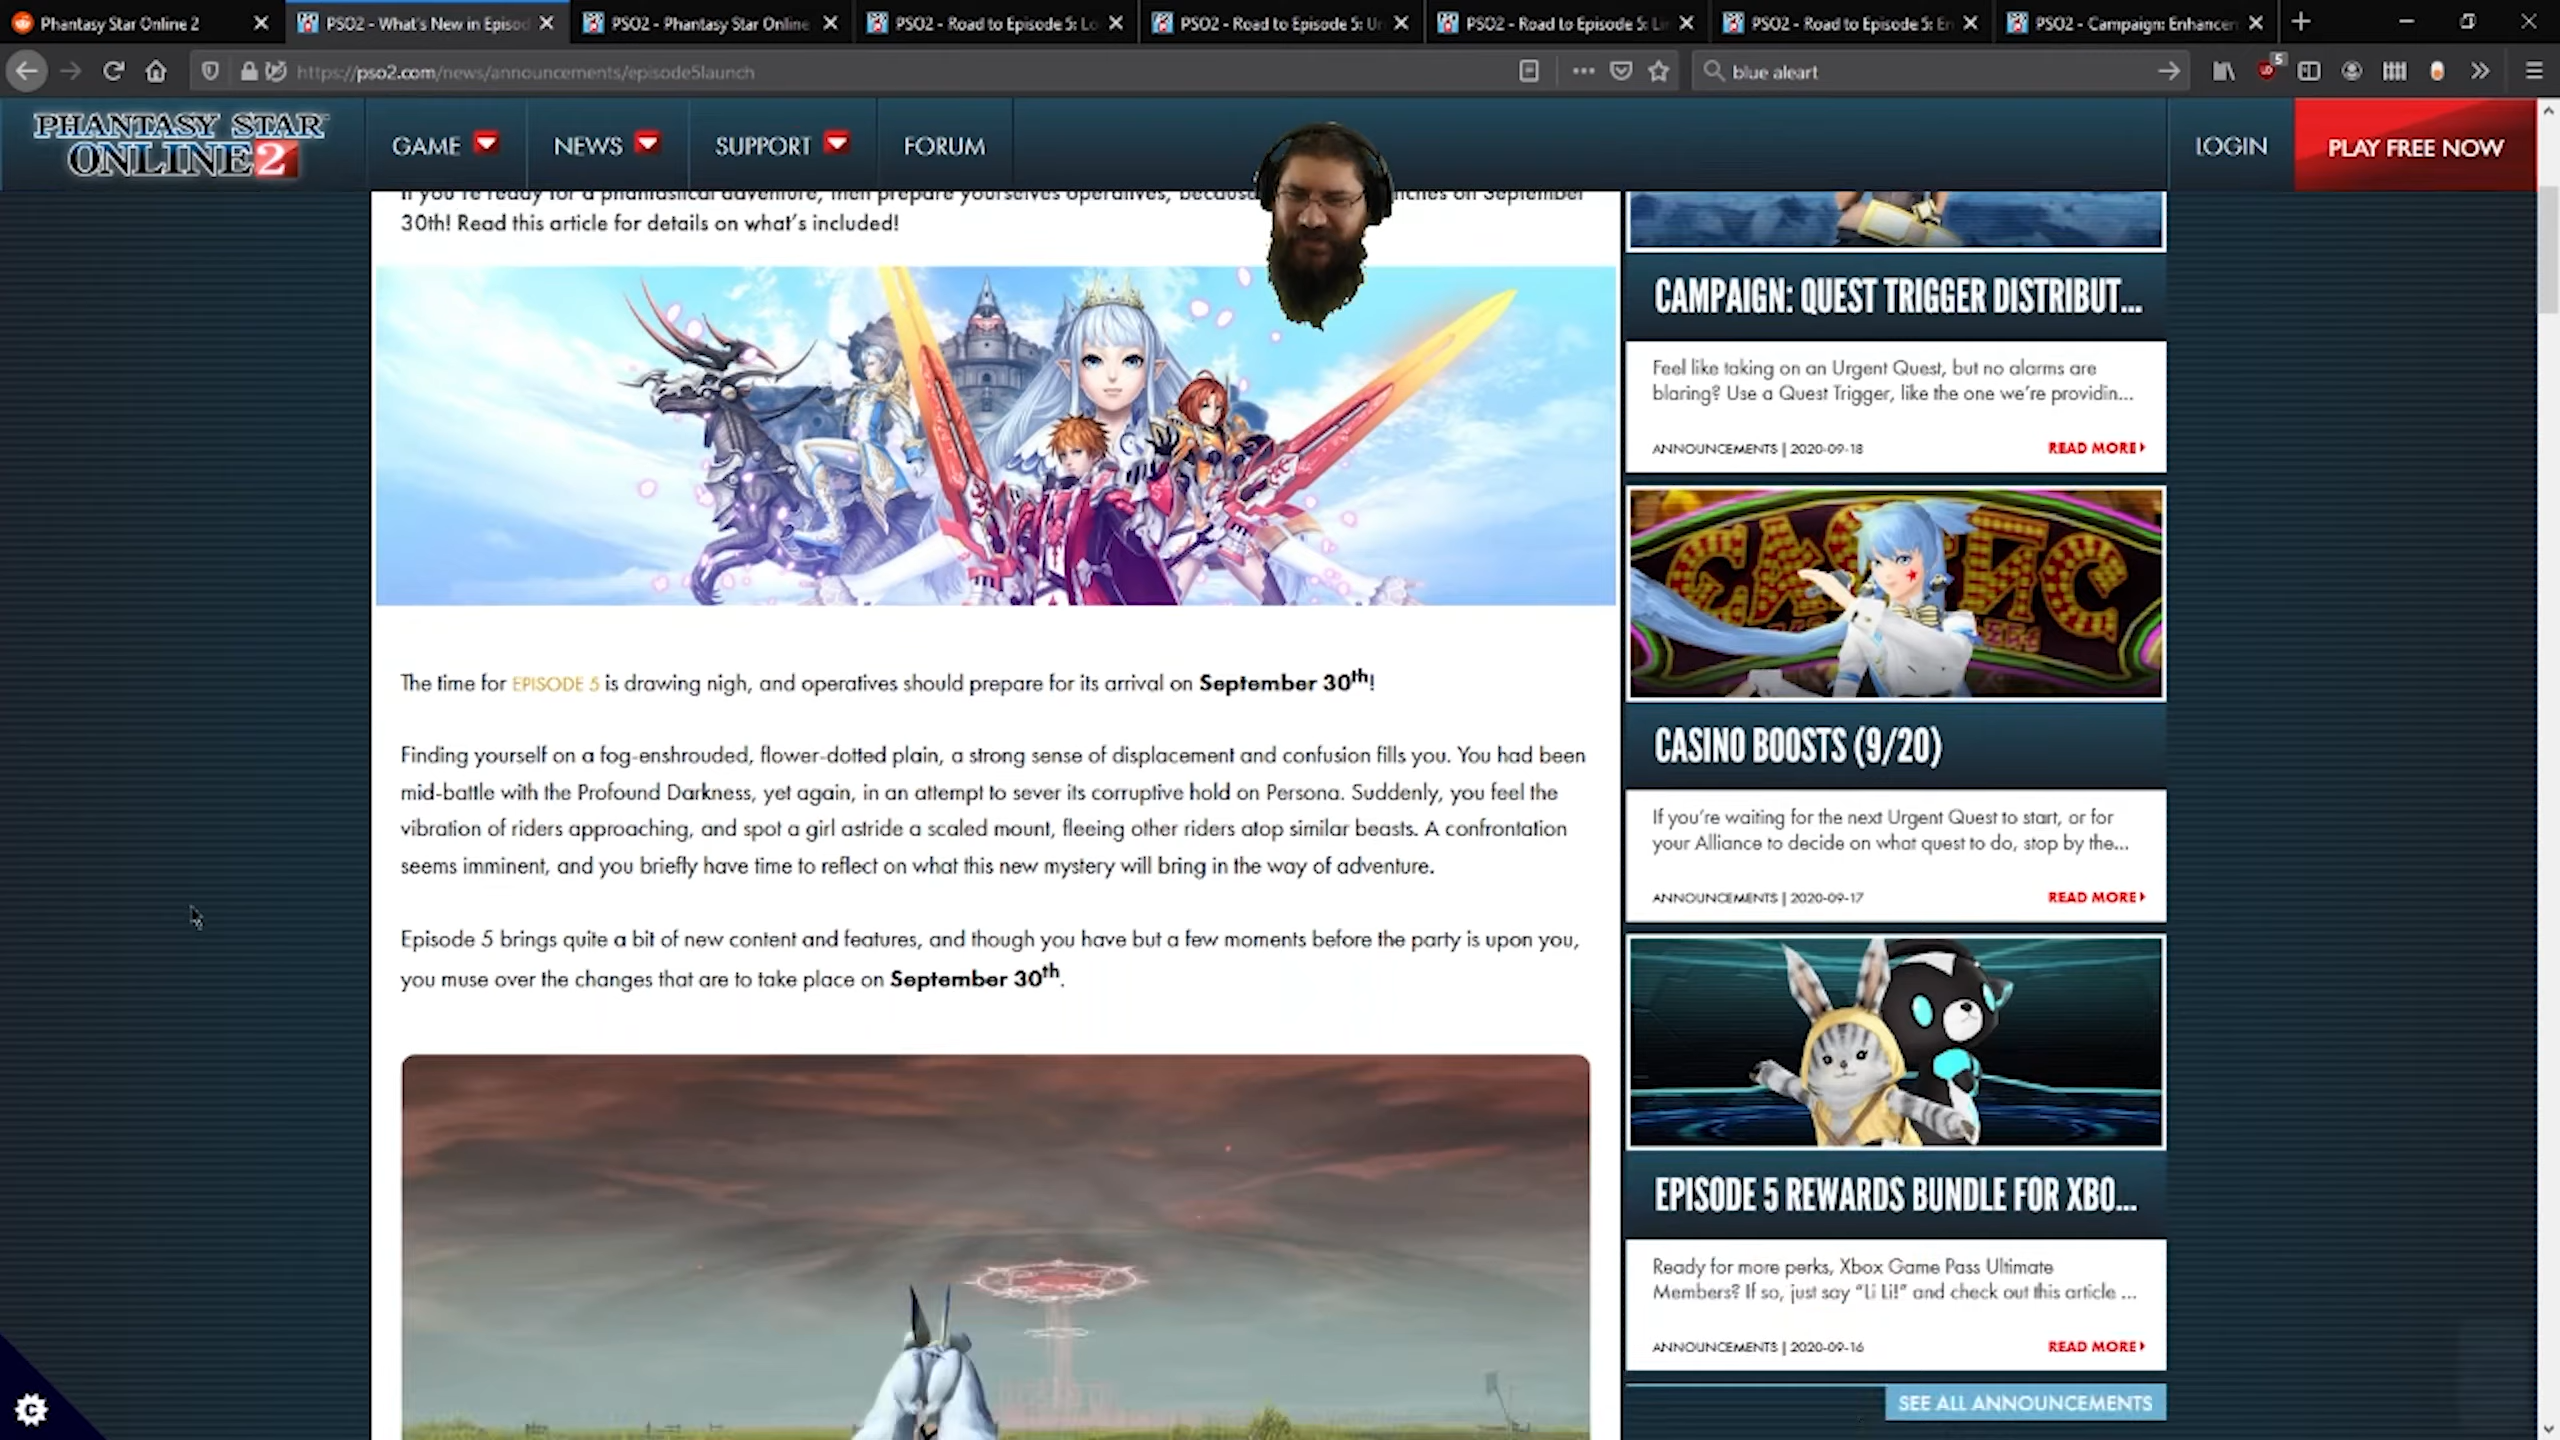 Phantasy Star Online 2
PSO2 - What's New in Episod
PSO2 - Phantasy Star Online
PSO2 - Road to Episode 5: Lo
PSO2 - Road to Episode 5: U
PSO2 - Road to Episode 5: Li
PSO2 - Road to Episode 5: En
PSO2 - Campaign: Enhancem
https://pso2.com/news/announcements/episode5launch
blue aleart
5
PHANTASY STAR
ONLINE 2
GAME
NEWS
SUPPORT
FORUM
LOGIN
PLAY FREE NOW
If you're ready for a phantastical adventure, then prepare yourselves operatives, on September
30th! Read this article for details on what's included!
The time for EPISODE 5 is drawing nigh, and operatives should prepare for its arrival on September 30th!
Finding yourself on a fog-enshrouded, flower-dotted plain, a strong sense of displacement and confusion fills you. You had been
mid-battle with the Profound Darkness, yet again, in an attempt to sever its corruptive hold on Persona. Suddenly, you feel the
vibration of riders approaching, and spot a girl astride a scaled mount, fleeing other riders atop similar beasts. A confrontation
seems imminent, and you briefly have time to reflect on what this new mystery will bring in the way of adventure.
Episode 5 brings quite a bit of new content and features, and though you have but a few moments before the party is upon you,
you muse over the changes that are to take place on September 30th.
CAMPAIGN: QUEST TRIGGER DISTRIBUT...
Feel like taking on an Urgent Quest, but no alarms are
blaring? Use a Quest Trigger, like the one we're providin...
ANNOUNCEMENTS | 2020-09-18
READ MORE
CASINO BOOSTS (9/20)
If you're waiting for the next Urgent Quest to start, or for
your Alliance to decide on what quest to do, stop by the...
ANNOUNCEMENTS | 2020-09-17
READ MORE
EPISODE 5 REWARDS BUNDLE FOR XBO...
Ready for more perks, Xbox Game Pass Ultimate
Members? If so, just say "Li Li!" and check out this article ...
ANNOUNCEMENTS | 2020-09-16
READ MORE
SEE ALL ANNOUNCEMENTS